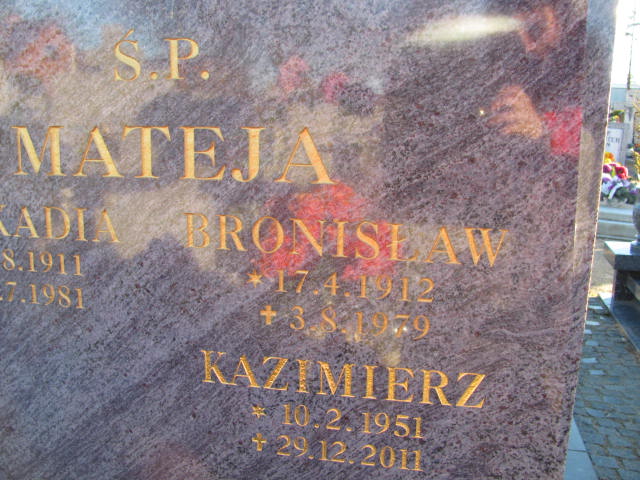 Ś.P.
MATEJA
KADIA BRONISŁAW
8.1911 * 17.4.1912
.7.1981 ✝ 3.8.1979
KAZIMIERZ
* 10.2.1951
✝ 29.12.2011